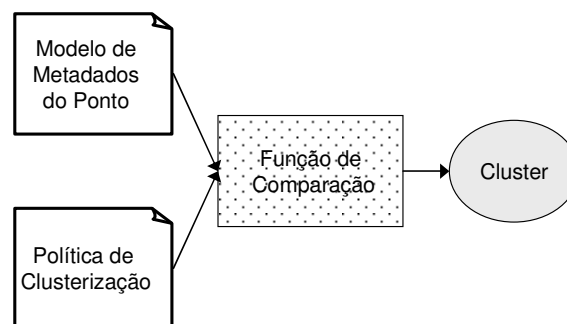 Modelo de
Metadados
do Ponto
Função de
Comparação
Cluster
Política de
Clusterização